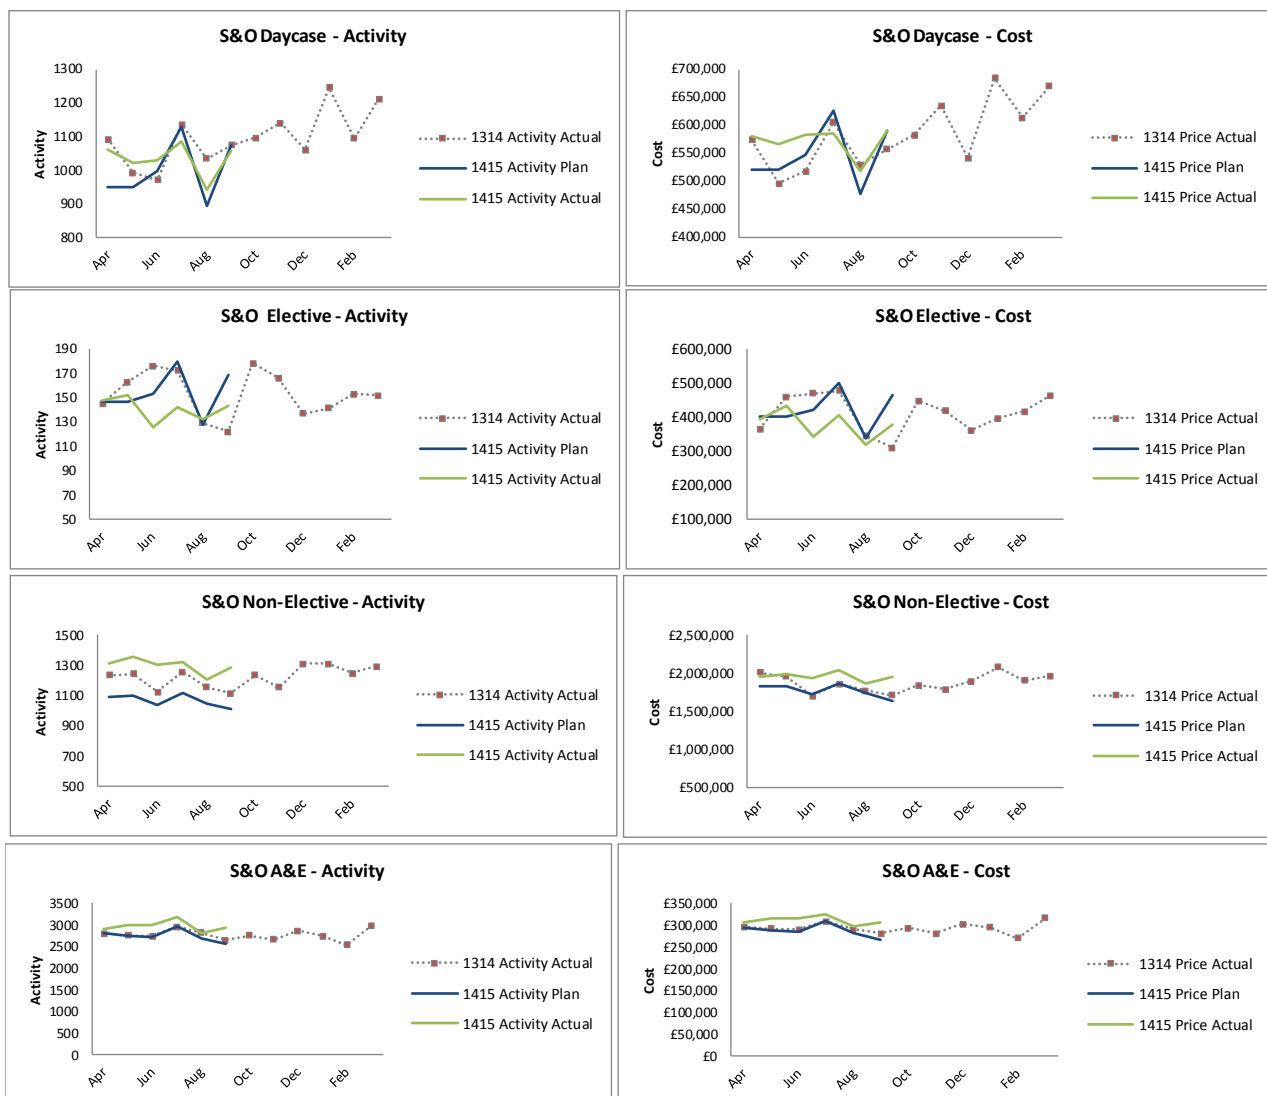 S&O Daycase - Activity
Activity
1300
1200
1100
1000
900
800
Apr
Jun
Aug
Oct
Dec
Feb
1314 Activity Actual
1415 Activity Plan
1415 Activity Actual
S&O Daycase - Cost
Cost
£700,000
£650,000
£600,000
£550,000
£500,000
£450,000
£400,000
Apr
Jun
Aug
Oct
Dec
Feb
1314 Price Actual
1415 Price Plan
1415 Price Actual
S&O Elective - Activity
Activity
190
170
150
130
110
90
70
50
Apr
Jun
Aug
Oct
Dec
Feb
1314 Activity Actual
1415 Activity Plan
1415 Activity Actual
S&O Elective - Cost
Cost
£600,000
£500,000
£400,000
£300,000
£200,000
£100,000
Apr
Jun
Aug
Oct
Dec
Feb
1314 Price Actual
1415 Price Plan
1415 Price Actual
S&O Non-Elective - Activity
Activity
1500
1300
1100
900
700
500
Apr
Jun
Aug
Oct
Dec
Feb
1314 Activity Actual
1415 Activity Plan
1415 Activity Actual
S&O Non-Elective - Cost
Cost
£2,500,000
£2,000,000
£1,500,000
£1,000,000
£500,000
Apr
Jun
Aug
Oct
Dec
Feb
1314 Price Actual
1415 Price Plan
1415 Price Actual
S&O A&E - Activity
Activity
3500
3000
2500
2000
1500
1000
500
0
Apr
Jun
Aug
Oct
Dec
Feb
1314 Activity Actual
1415 Activity Plan
1415 Activity Actual
S&O A&E - Cost
Cost
£350,000
£300,000
£250,000
£200,000
£150,000
£100,000
£50,000
£0
Apr
Jun
Aug
Oct
Dec
Feb
1314 Price Actual
1415 Price Plan
1415 Price Actual